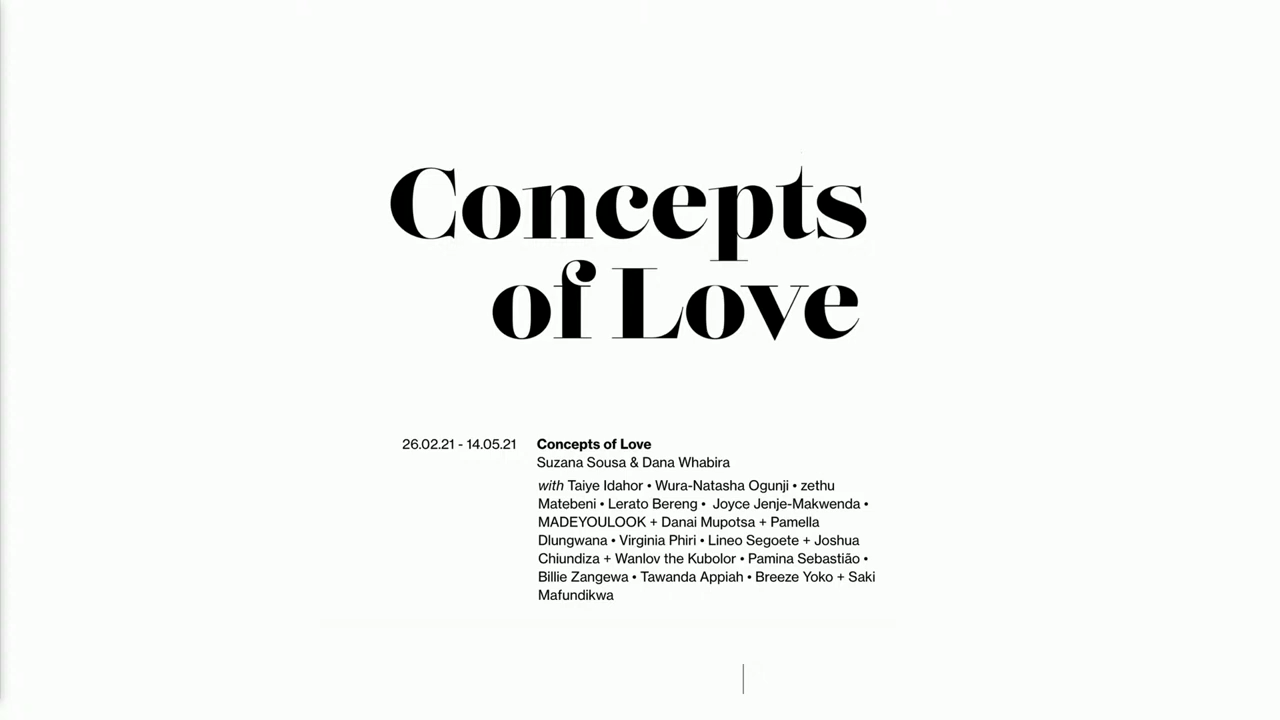 Concepts
of Love
26.02.21 - 14.05.21 Concepts of Love
Suzana Sousa & Dana Whabira
with Taiye Idahor • Wura-Natasha Ogunji • zethu
Matebeni • Lerato Bereng • Joyce Jenje-Makwenda •
MADEYOULOOK + Danai Mupotsa + Pamella
Dlungwana • Virginia Phiri • Lineo Segoete + Joshua
Chiundiza + Wanlov the Kubolor • Pamina Sebastião •
Billie Zangewa • Tawanda Appiah • Breeze Yoko + Saki
Mafundikwa